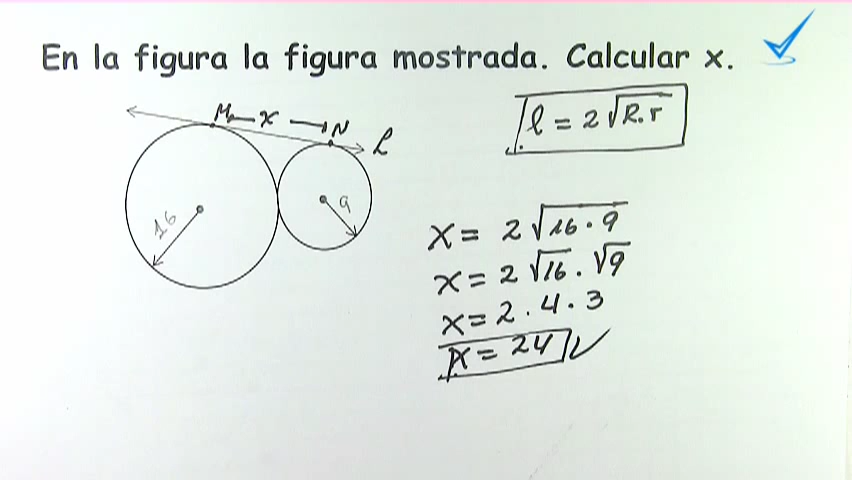 En la figura la figura mostrada. Calcular x.
M x N
L
l = 2√R.r
16
9
x = 2√16 · 9
x = 2√16 · √9
x = 2 · 4 · 3
x = 24